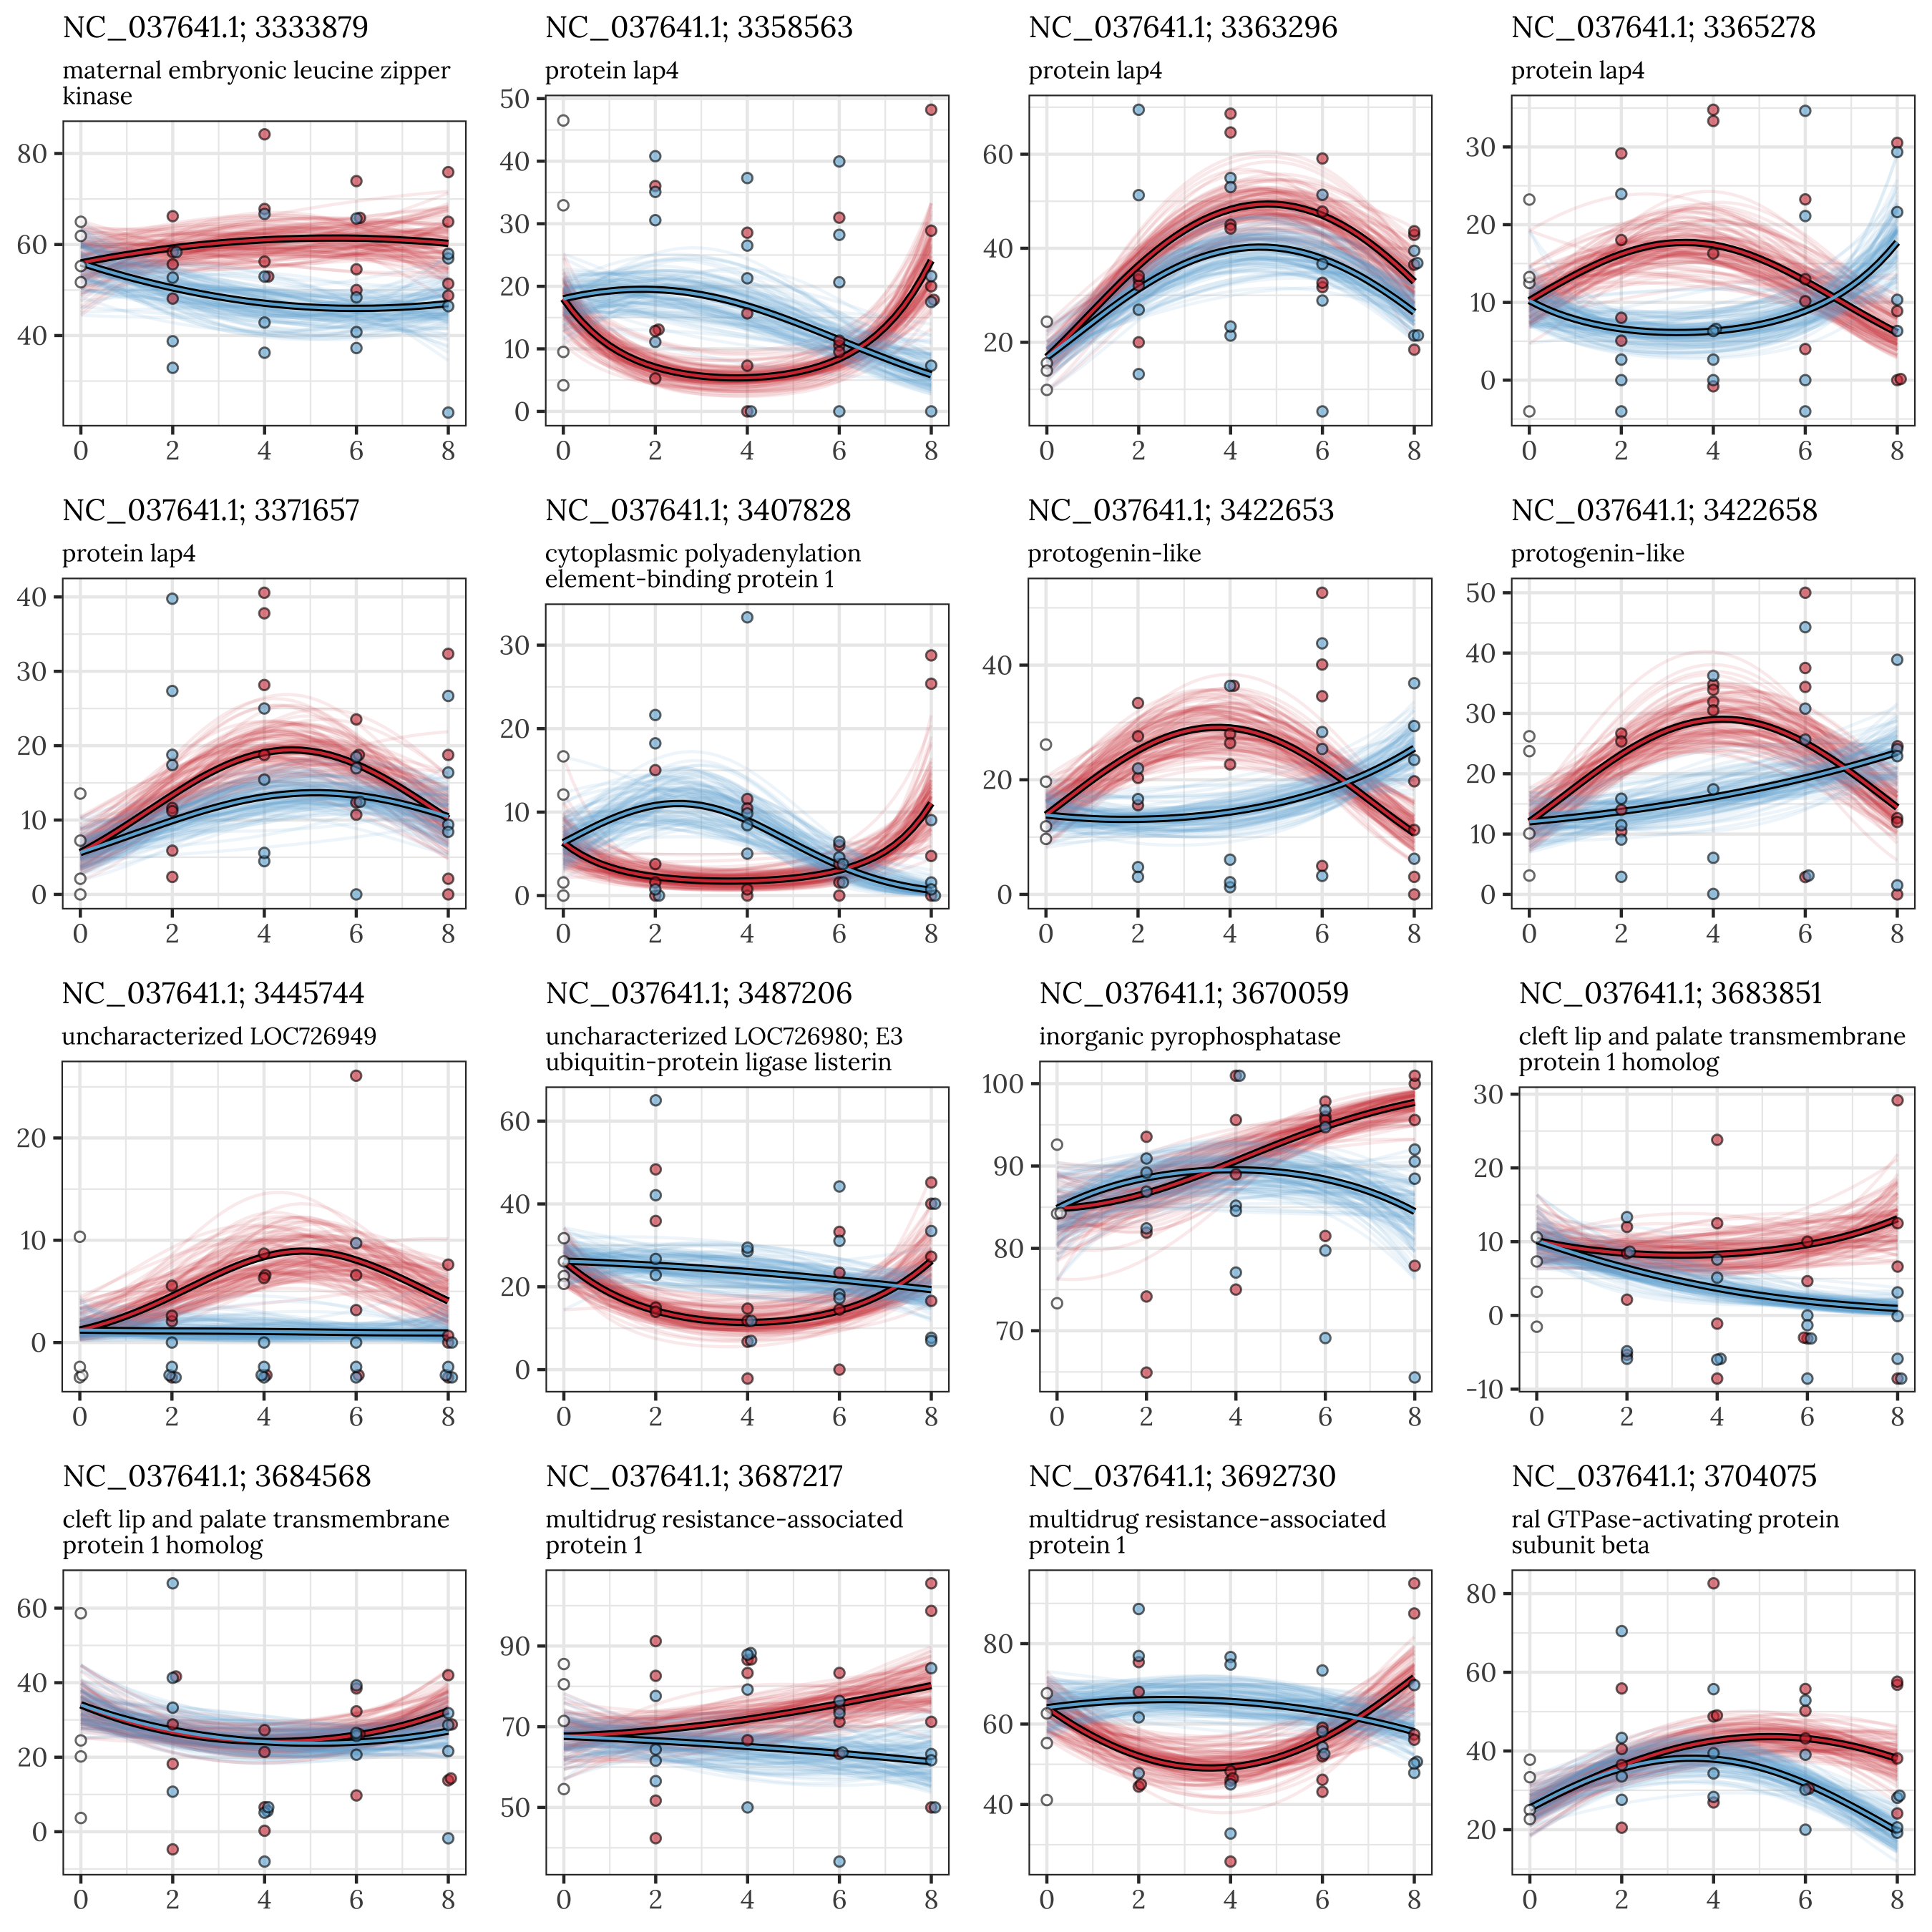 NC_037641.1; 3333879
maternal embryonic leucine zipper
kinase
80
60
40
0 2 4 6 8
NC_037641.1; 3358563
protein lap4
50
40
30
20
10
0
0 2 4 6 8
NC_037641.1; 3363296
protein lap4
60
40
20
0 2 4 6 8
NC_037641.1; 3365278
protein lap4
30
20
10
0
0 2 4 6 8
NC_037641.1; 3371657
protein lap4
40
30
20
10
0
0 2 4 6 8
NC_037641.1; 3407828
cytoplasmic polyadenylation
element-binding protein 1
30
20
10
0
0 2 4 6 8
NC_037641.1; 3422653
protogenin-like
40
20
0
0 2 4 6 8
NC_037641.1; 3422658
protogenin-like
50
40
30
20
10
0
0 2 4 6 8
NC_037641.1; 3445744
uncharacterized LOC726949
20
10
0
0 2 4 6 8
NC_037641.1; 3487206
uncharacterized LOC726980; E3
ubiquitin-protein ligase listerin
60
40
20
0
0 2 4 6 8
NC_037641.1; 3670059
inorganic pyrophosphatase
100
90
80
70
0 2 4 6 8
NC_037641.1; 3683851
cleft lip and palate transmembrane
protein 1 homolog
30
20
10
0
-10
0 2 4 6 8
NC_037641.1; 3684568
cleft lip and palate transmembrane
protein 1 homolog
60
40
20
0
0 2 4 6 8
NC_037641.1; 3687217
multidrug resistance-associated
protein 1
90
70
50
0 2 4 6 8
NC_037641.1; 3692730
multidrug resistance-associated
protein 1
80
60
40
0 2 4 6 8
NC_037641.1; 3704075
ral GTPase-activating protein
subunit beta
80
60
40
20
0 2 4 6 8